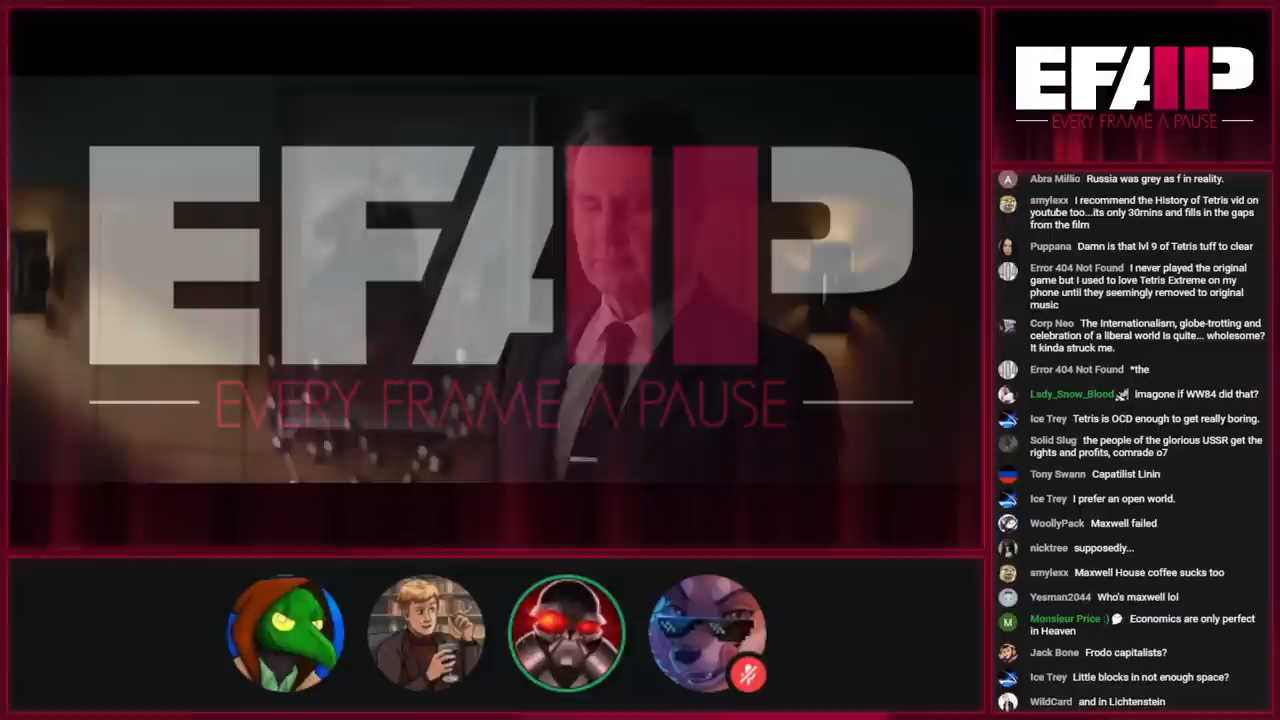 EFAP
EVERY FRAME A PAUSE
EFAP
EVERY FRAME A PAUSE
A
Abra Millio Russia was grey as f in reality.
smylexx I recommend the History of Tetris vid on
youtube too...its only 30mins and fills in the gaps
from the film
Puppana Damn is that lvl 9 of Tetris tuff to clear
Error 404 Not Found I never played the original
game but I used to love Tetris Extreme on my
phone until they seemingly removed to original
music
Corp Neo The Internationalism, globe-trotting and
celebration of a liberal world is quite... wholesome?
It kinda struck me.
Error 404 Not Found *the
Lady_Snow_Blood imagone if WW84 did that?
Ice Trey Tetris is OCD enough to get really boring.
Solid Slug the people of the glorious USSR get the
rights and profits, comrade o7
Tony Swann Capatilist Linin
Ice Trey I prefer an open world.
WoollyPack Maxwell failed
nicktree supposedly...
smylexx Maxwell House coffee sucks too
Yesman2044 Who's maxwell lol
M
Monsieur Price :) Economics are only perfect
in Heaven
Jack Bone Frodo capitalists?
Ice Trey Little blocks in not enough space?
WildCard and in Lichtenstein